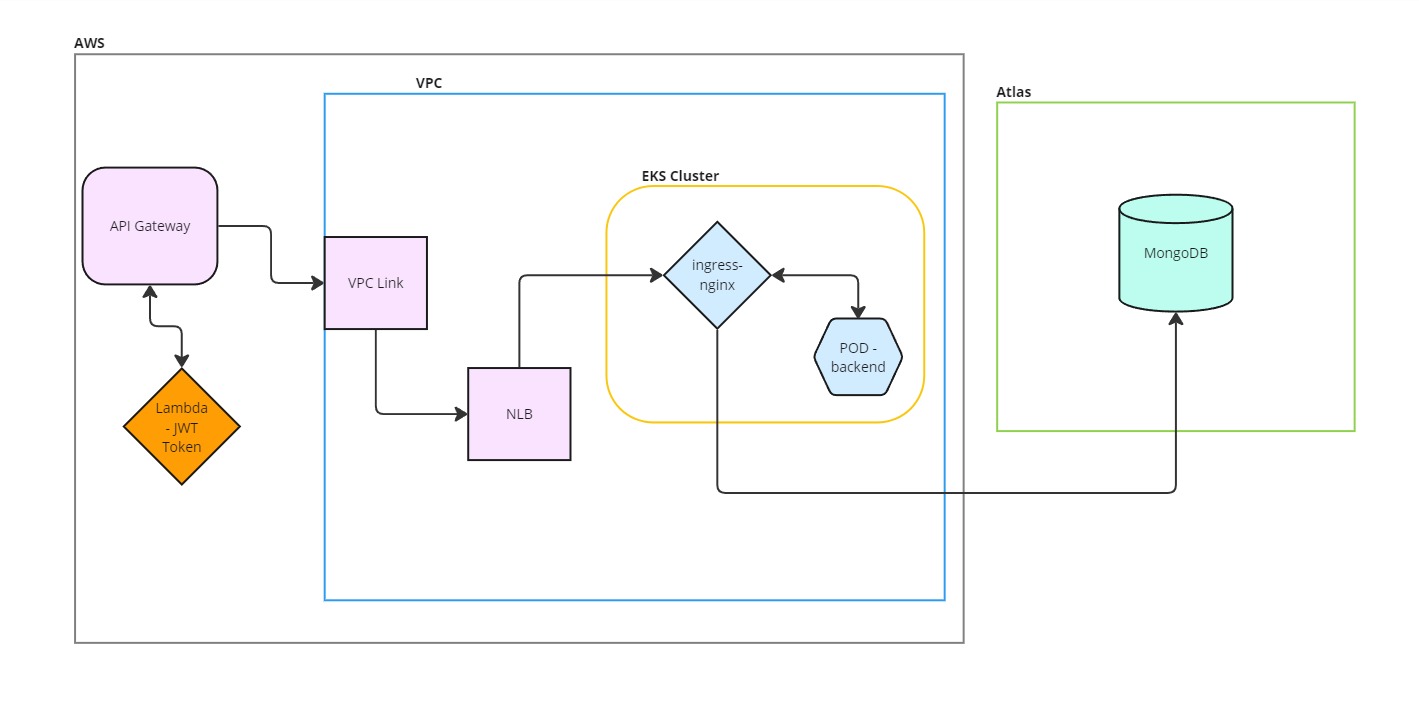 AWS
VPC
Atlas
EKS Cluster
API Gateway
VPC Link
ingress-
nginx
MongoDB
POD -
backend
Lambda
- JWT
Token
NLB